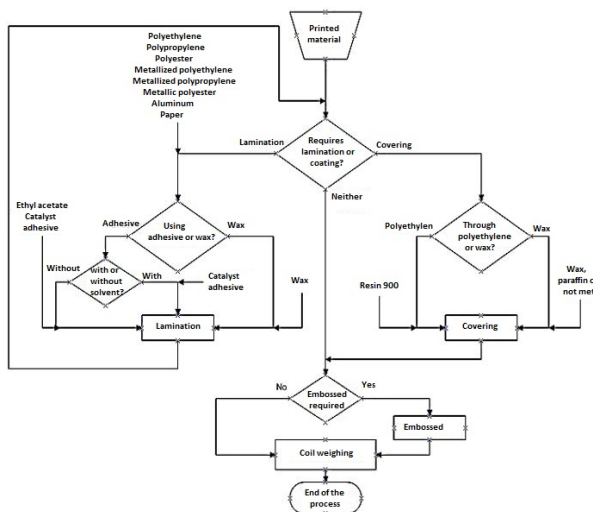 Printed
material
Polyethylene
Polypropylene
Polyester
Metallized polyethylene
Metallized polypropylene
Metallic polyester
Aluminum
Paper
Lamination
Requires
lamination or
coating?
Covering
Neither
Ethyl acetate
Catalyst
adhesive
Adhesive
Using
adhesive or wax?
Wax
Polyethylen
Through
polyethylene
or wax?
Wax
Without
with or
without
solvent?
With
Catalyst
adhesive
Wax
Resin 900
Wax,
paraffin
not met
Lamination
Covering
No
Embossed
required
Yes
Embossed
Coil weighing
End of the
process